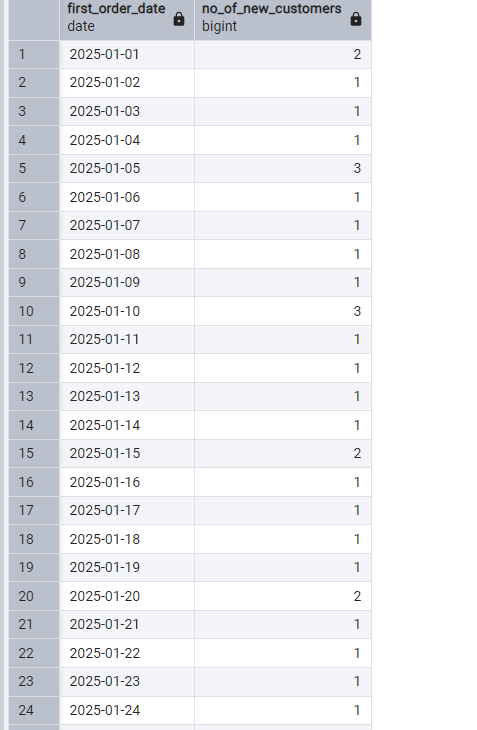 first_order_date no_of_new_customers
date bigint
1 2025-01-01 2
2 2025-01-02 1
3 2025-01-03 1
4 2025-01-04 1
5 2025-01-05 3
6 2025-01-06 1
7 2025-01-07 1
8 2025-01-08 1
9 2025-01-09 1
10 2025-01-10 3
11 2025-01-11 1
12 2025-01-12 1
13 2025-01-13 1
14 2025-01-14 1
15 2025-01-15 2
16 2025-01-16 1
17 2025-01-17 1
18 2025-01-18 1
19 2025-01-19 1
20 2025-01-20 2
21 2025-01-21 1
22 2025-01-22 1
23 2025-01-23 1
24 2025-01-24 1